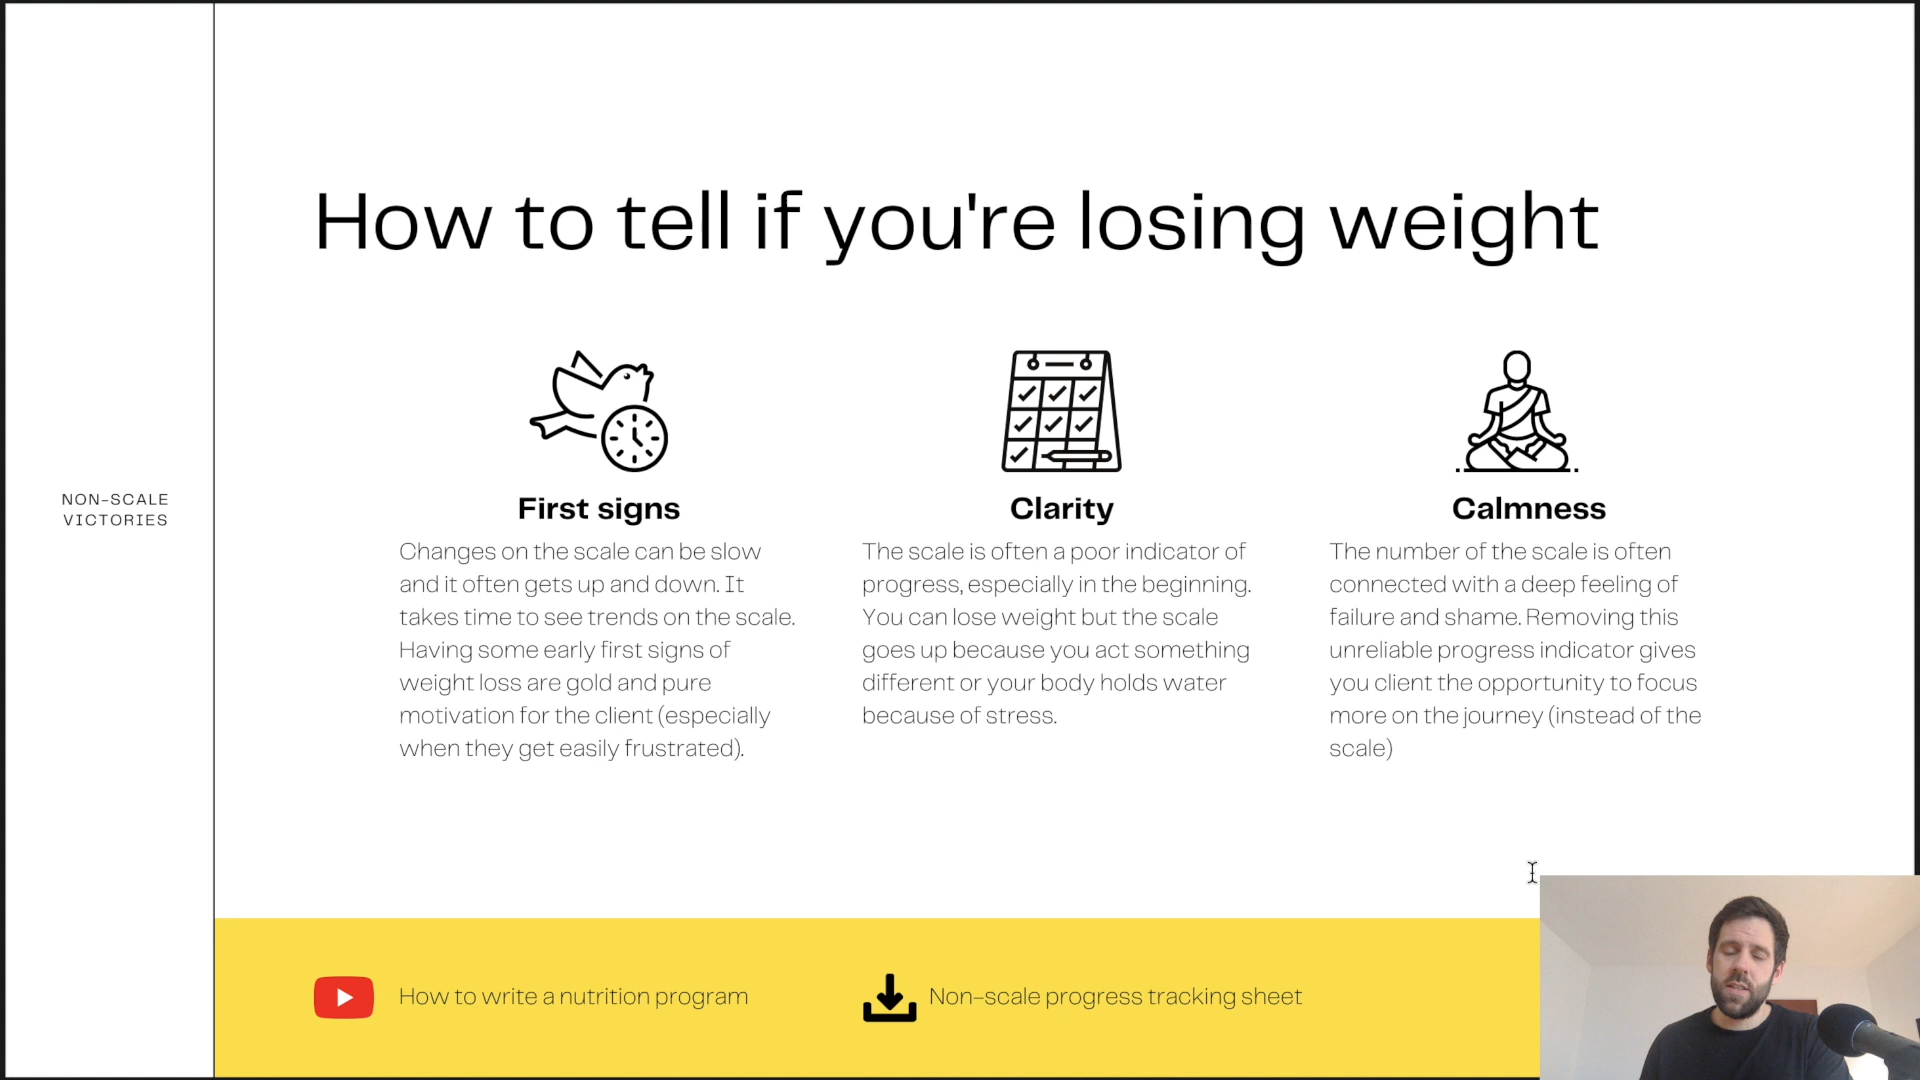 How to tell if you're losing weight
NON-SCALE
VICTORIES
First signs
Changes on the scale can be slow
and it often gets up and down. It
takes time to see trends on the scale.
Having some early first signs of
weight loss are gold and pure
motivation for the client (especially
when they get easily frustrated).
Clarity
The scale is often a poor indicator of
progress, especially in the beginning.
You can lose weight but the scale
goes up because you act something
different or your body holds water
because of stress.
Calmness
The number of the scale is often
connected with a deep feeling of
failure and shame. Removing this
unreliable progress indicator gives
you client the opportunity to focus
more on the journey (instead of the
scale)
How to write a nutrition program
Non-scale progress tracking sheet